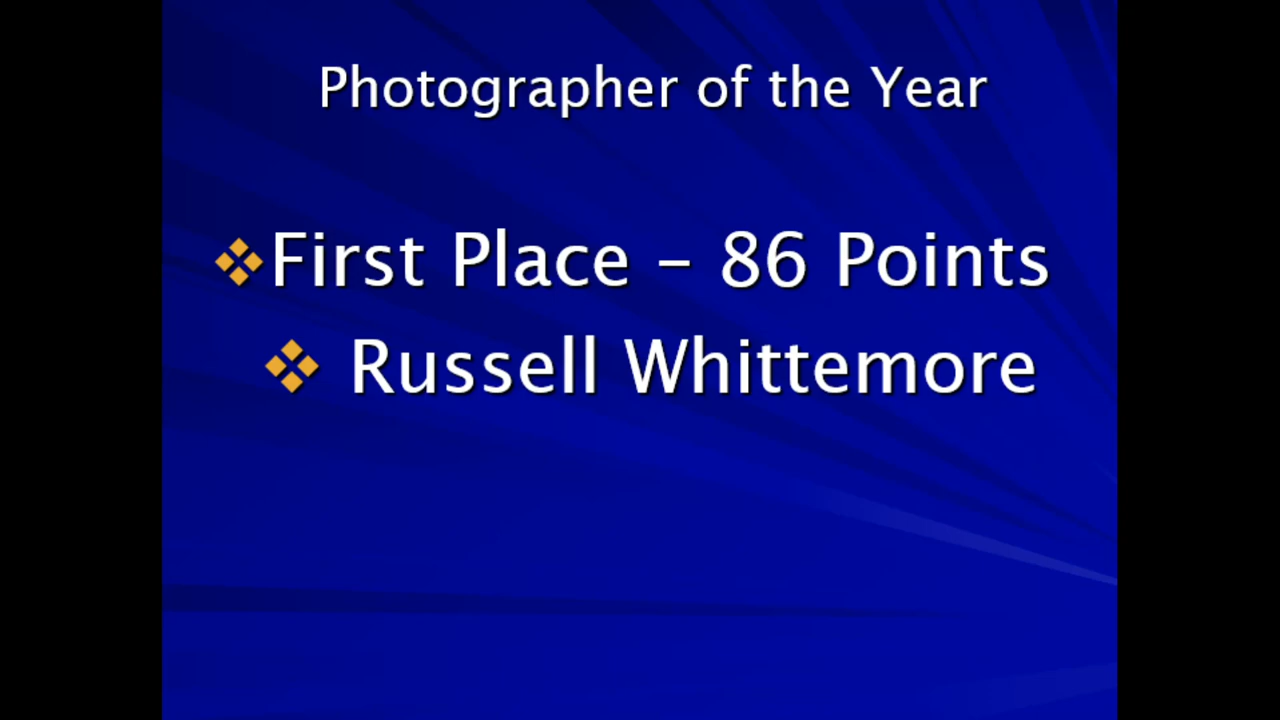 Photographer of the Year
❖First Place – 86 Points
❖ Russell Whittemore